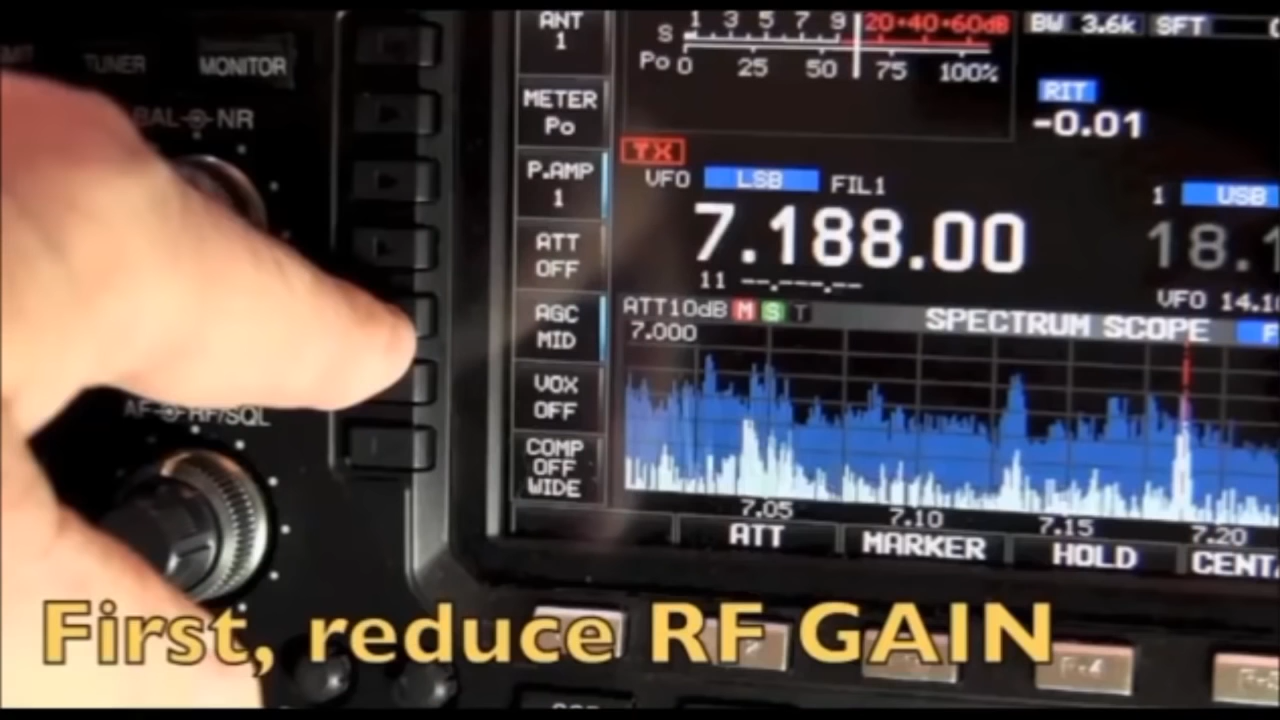 TUNER
MONITOR
BAL NR
AF RF/SQL
ANT
1
METER
Po
P.AMP
1
ATT
OFF
AGC
MID
VOX
OFF
COMP
OFF
WIDE
S 1 3 5 7 9 20•40•60dB
Po 0 25 50 75 100%
BW 3.6k SFT
RIT
-0.01
TX
VFO LSB FIL1
7.188.00
11 --.---.--
1 USB
18.1
VFO 14.1
ATT10dB M S T
7.000
SPECTRUM SCOPE
7.05 7.10 7.15 7.20
ATT MARKER HOLD CENT
First, reduce RF GAIN
F-4